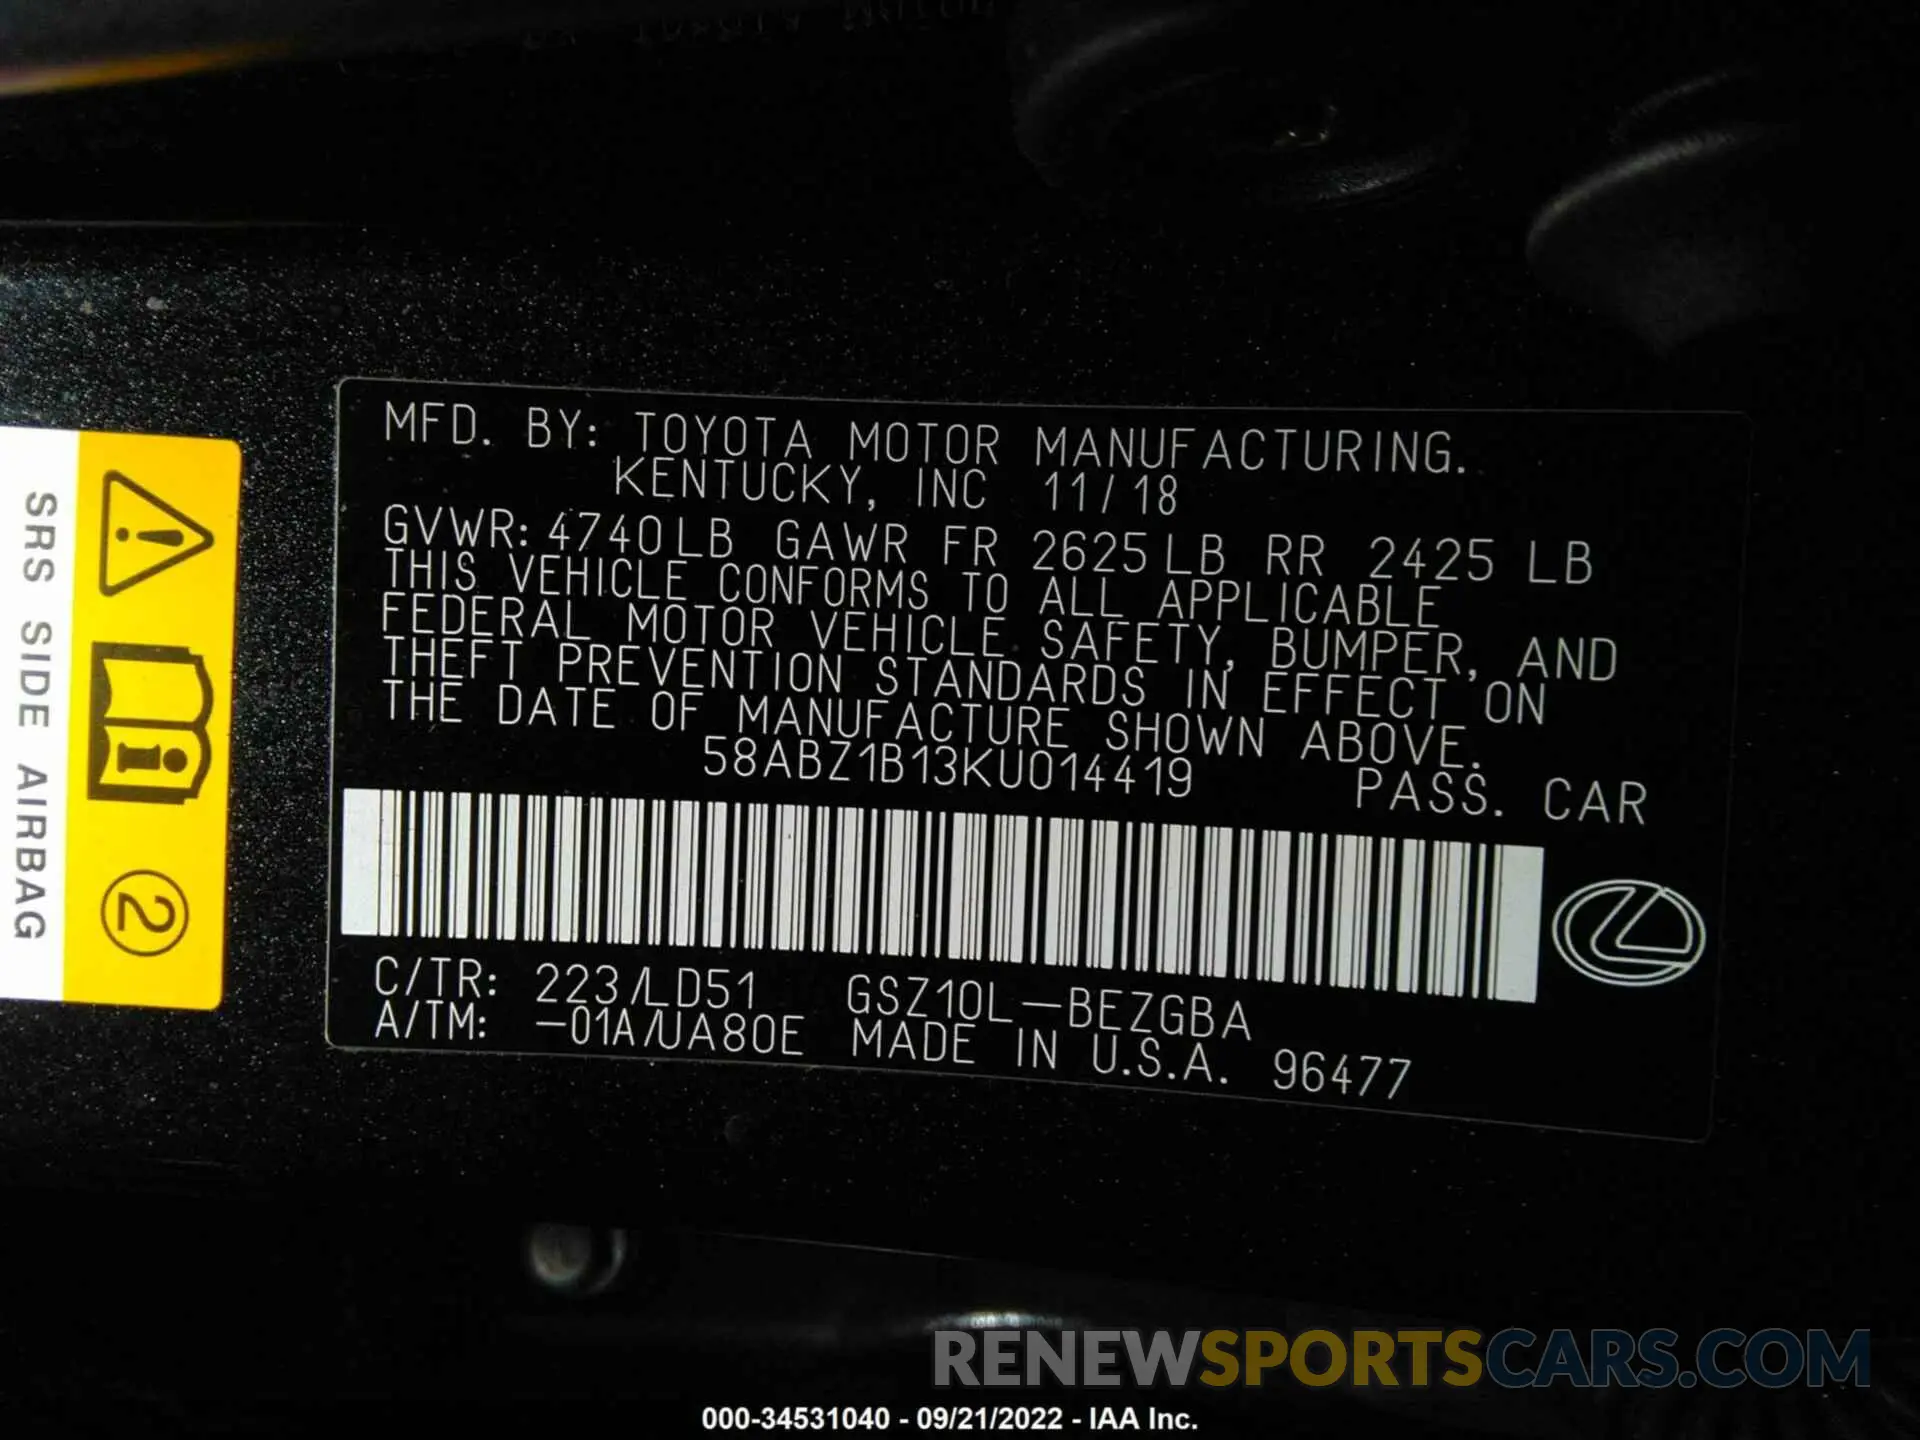 MFD. BY: TOYOTA MOTOR MANUFACTURING.
KENTUCKY, INC 11/18
GVWR: 4740LB GAWR FR 2625LB RR 2425 LB
THIS VEHICLE CONFORMS TO ALL APPLICABLE
FEDERAL MOTOR VEHICLE SAFETY, BUMPER, AND
THEFT PREVENTION STANDARDS IN EFFECT ON
THE DATE OF MANUFACTURE SHOWN ABOVE.
58ABZ1B13KU014419 PASS. CAR
C/TR: 223/LD51 GSZ10L-BEZGBA
A/TM: -01A/UA80E MADE IN U.S.A. 96477
SRS SIDE AIRBAG
2
RENEWSPORTSCARS.COM
000-34531040 - 09/21/2022 - IAA Inc.